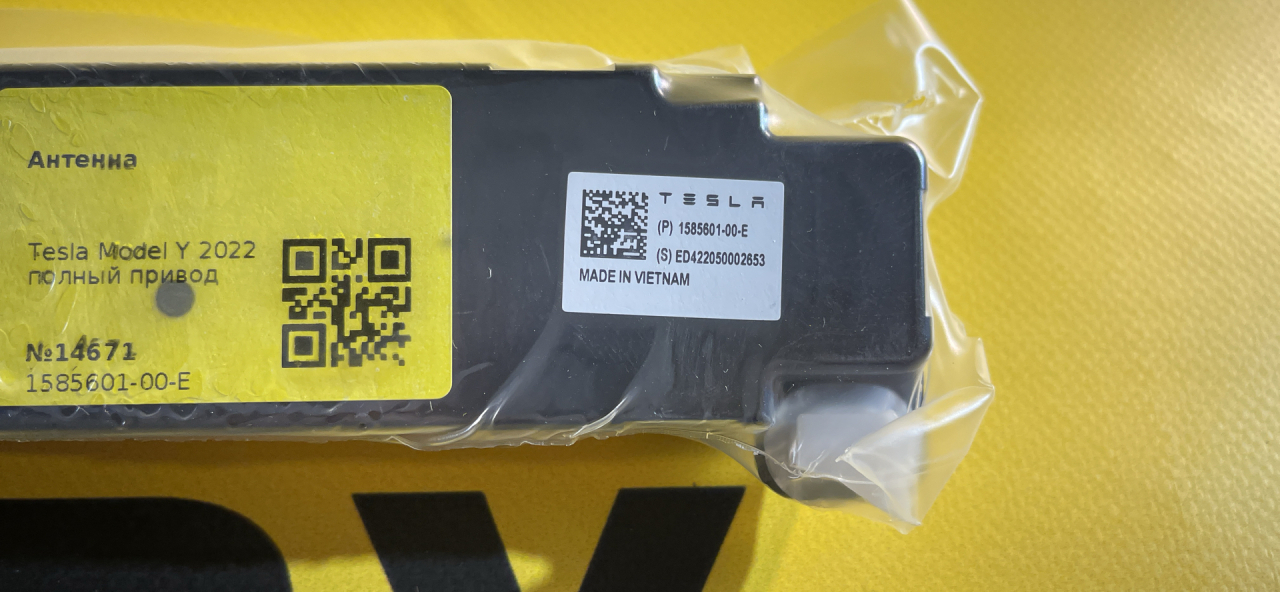 Антенна
Tesla Model Y 2022
полный привод
№14671
1585601-00-E
TESLA
(P) 1585601-00-E
(S) ED422050002653
MADE IN VIETNAM